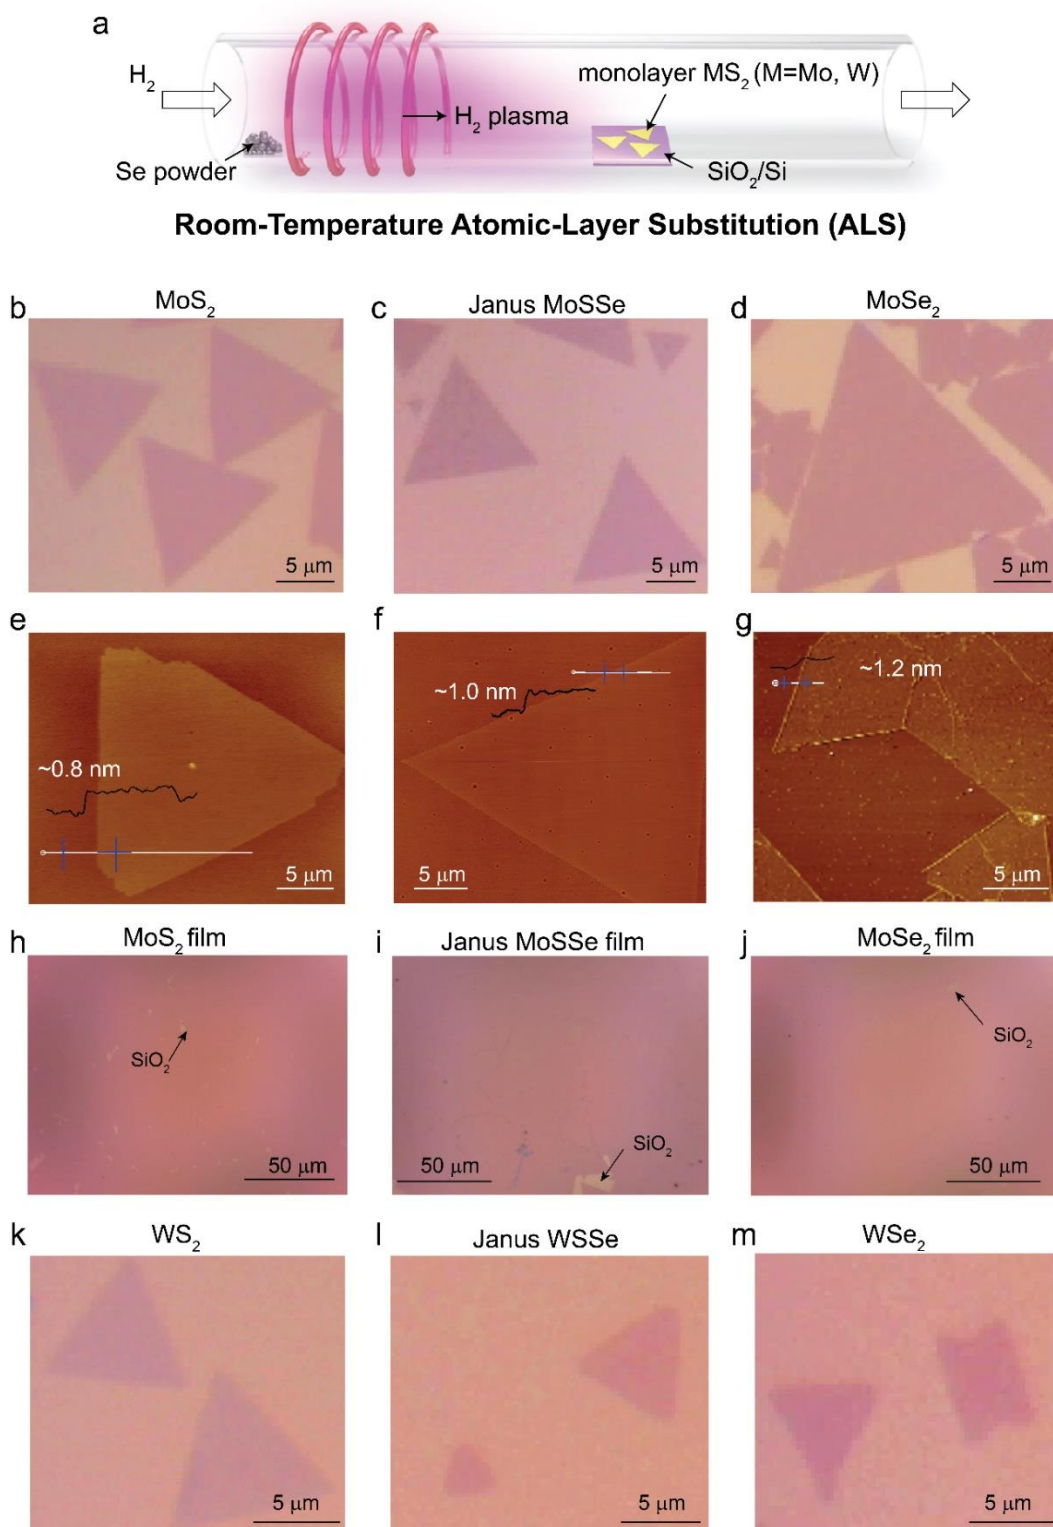 a
H₂
monolayer MS₂ (M=Mo, W)
H₂ plasma
Se powder
SiO₂/Si
Room-Temperature Atomic-Layer Substitution (ALS)
b
MoS₂
c
Janus MoSSe
d
MoSe₂
5 μm
5 μm
5 μm
e
f
g
~0.8 nm
~1.0 nm
~1.2 nm
5 μm
5 μm
5 μm
h
MoS₂ film
i
Janus MoSSe film
j
MoSe₂ film
SiO₂
SiO₂
SiO₂
50 μm
50 μm
50 μm
k
WS₂
l
Janus WSSe
m
WSe₂
5 μm
5 μm
5 μm